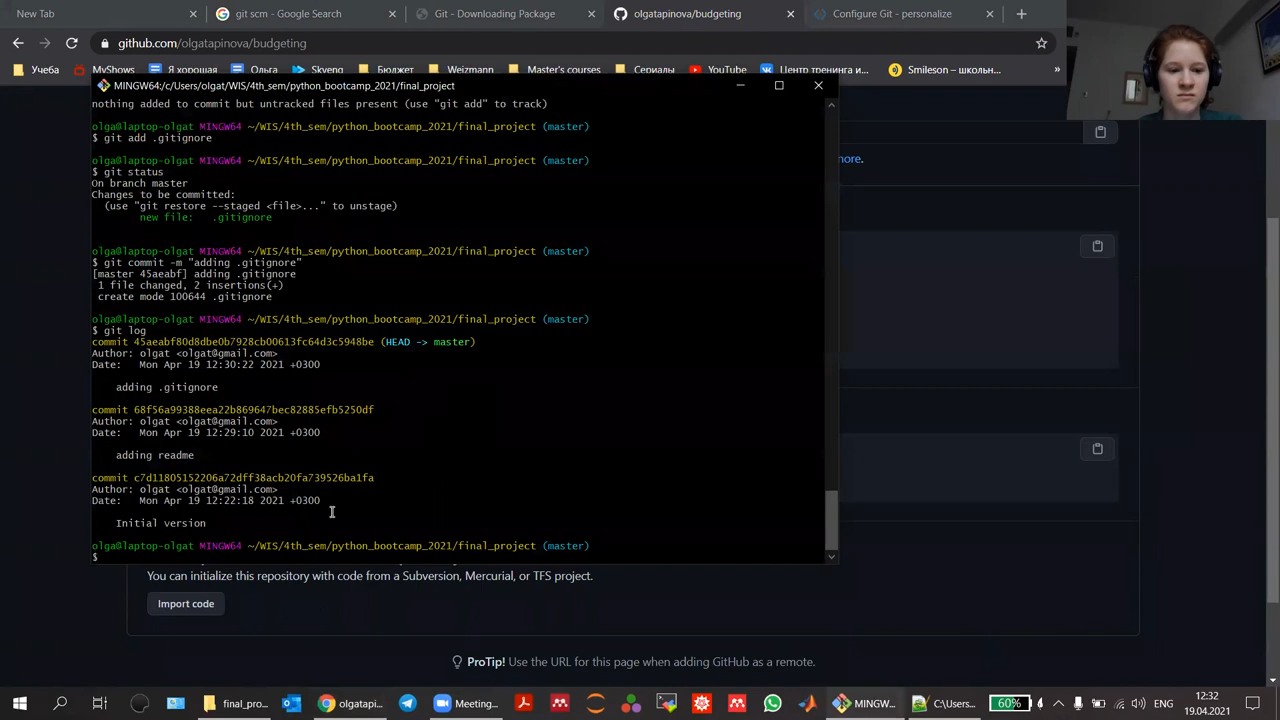 New Tab
git scm - Google Search
Git - Downloading Package
olgatapinova/budgeting
Configure Git - personalize
github.com/olgatapinova/budgeting
Учеба
MyShows
Я хорошая
Ольга
Skyeng
Бюджет
Weizmann
Master's courses
Сериалы
YouTube
Центр тренинга и...
Smilason – школьн...
»
MINGW64:/c/Users/olgat/WIS/4th_sem/python_bootcamp_2021/final_project
nothing added to commit but untracked files present (use "git add" to track)
olga@laptop-olgat MINGW64 ~/WIS/4th_sem/python_bootcamp_2021/final_project (master)
$ git add .gitignore
olga@laptop-olgat MINGW64 ~/WIS/4th_sem/python_bootcamp_2021/final_project (master)
$ git status
On branch master
Changes to be committed:
(use "git restore --staged <file>..." to unstage)
new file: .gitignore
olga@laptop-olgat MINGW64 ~/WIS/4th_sem/python_bootcamp_2021/final_project (master)
$ git commit -m "adding .gitignore"
[master 45aeabf] adding .gitignore
1 file changed, 2 insertions(+)
create mode 100644 .gitignore
olga@laptop-olgat MINGW64 ~/WIS/4th_sem/python_bootcamp_2021/final_project (master)
$ git log
commit 45aeabf80d8dbe0b7928cb00613fc64d3c5948be (HEAD -> master)
Author: olgat <olgat@gmail.com>
Date: Mon Apr 19 12:30:22 2021 +0300
adding .gitignore
commit 68f56a99388eea22b869647bec82885efb5250df
Author: olgat <olgat@gmail.com>
Date: Mon Apr 19 12:29:10 2021 +0300
adding readme
commit c7d11805152206a72dff38acb20fa739526ba1fa
Author: olgat <olgat@gmail.com>
Date: Mon Apr 19 12:22:18 2021 +0300
Initial version
olga@laptop-olgat MINGW64 ~/WIS/4th_sem/python_bootcamp_2021/final_project (master)
$
ore.
You can initialize this repository with code from a Subversion, Mercurial, or TFS project.
Import code
ProTip! Use the URL for this page when adding GitHub as a remote.
final_pro...
olgatapi...
Meeting...
MINGW...
C:\Users...
60%
ENG
12:32
19.04.2021